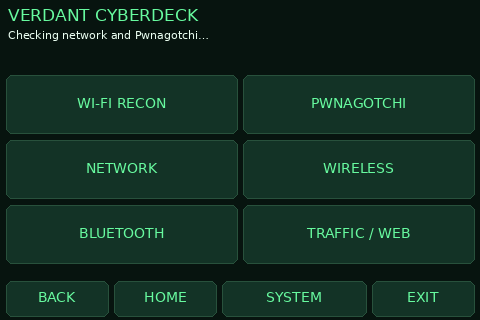 VERDANT CYBERDECK
Checking network and Pwnagotchi...
WI-FI RECON
PWNAGOTCHI
NETWORK
WIRELESS
BLUETOOTH
TRAFFIC / WEB
BACK
HOME
SYSTEM
EXIT